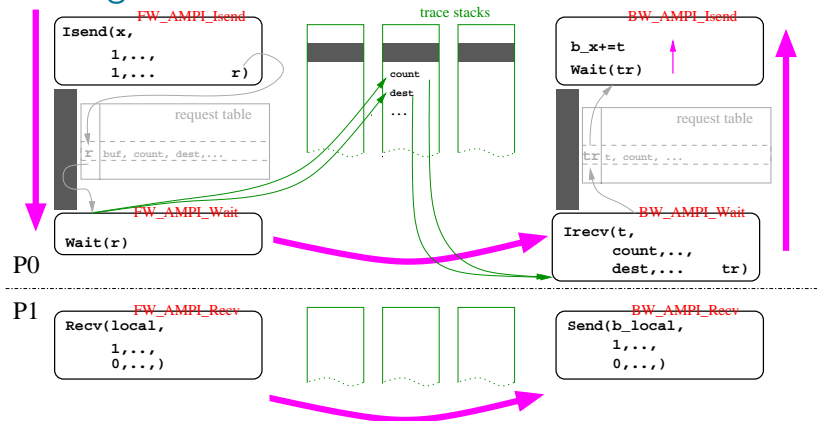 FW_AMPI_Isend
Isend(x,
1,..,
1,... r)
request table
r buf, count, dest,...
FW_AMPI_Wait
Wait(r)
P0
trace stacks
count
dest
...
BW_AMPI_Isend
b_x+=t
Wait(tr)
request table
tr t, count, ...
BW_AMPI_Wait
Irecv(t,
count,..,
dest,... tr)
P1
FW_AMPI_Recv
Recv(local,
1,..,
0,..,)
BW_AMPI_Recv
Send(b_local,
1,..,
0,..,)